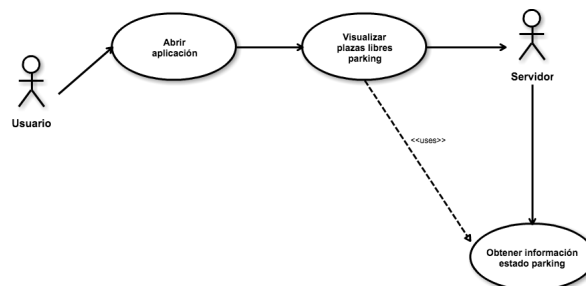 Abrir
aplicación
Visualizar
plazas libres
parking
Usuario
Servidor
<<uses>>
Obtener información
estado parking